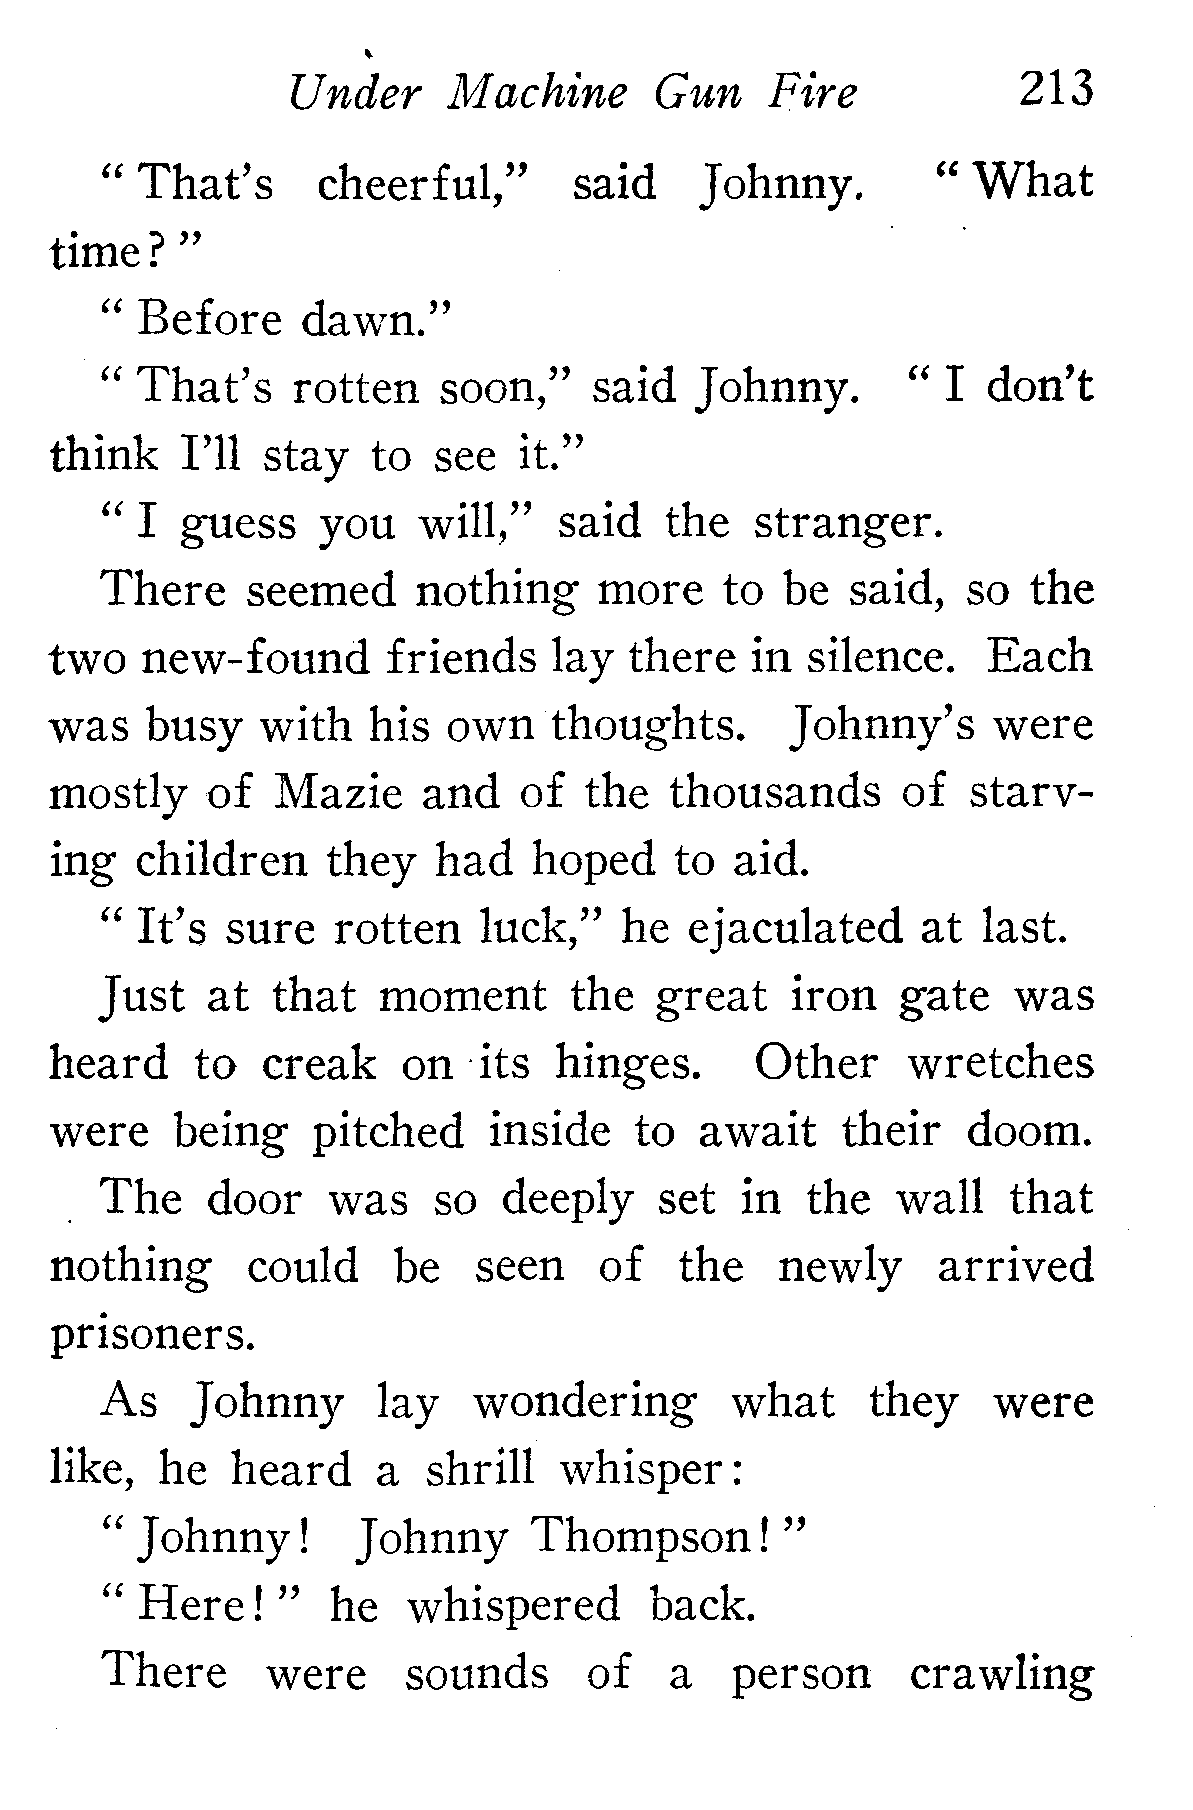 Under Machine Gun Fire 213
“ That’s cheerful,” said Johnny. “ What
time? ”
“ Before dawn.”
“ That’s rotten soon,” said Johnny. “ I don’t
think I’ll stay to see it.”
“ I guess you will,” said the stranger.
There seemed nothing more to be said, so the
two new-found friends lay there in silence. Each
was busy with his own thoughts. Johnny’s were
mostly of Mazie and of the thousands of starv-
ing children they had hoped to aid.
“ It’s sure rotten luck,” he ejaculated at last.
Just at that moment the great iron gate was
heard to creak on its hinges. Other wretches
were being pitched inside to await their doom.
The door was so deeply set in the wall that
nothing could be seen of the newly arrived
prisoners.
As Johnny lay wondering what they were
like, he heard a shrill whisper:
“ Johnny! Johnny Thompson! ”
“ Here! ” he whispered back.
There were sounds of a person crawling